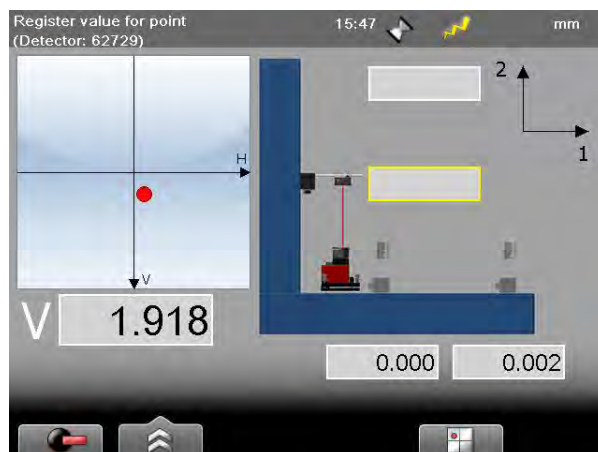 Register value for point
(Detector: 62729)
15:47
mm
2
1
H
V
V
1.918
0.000
0.002